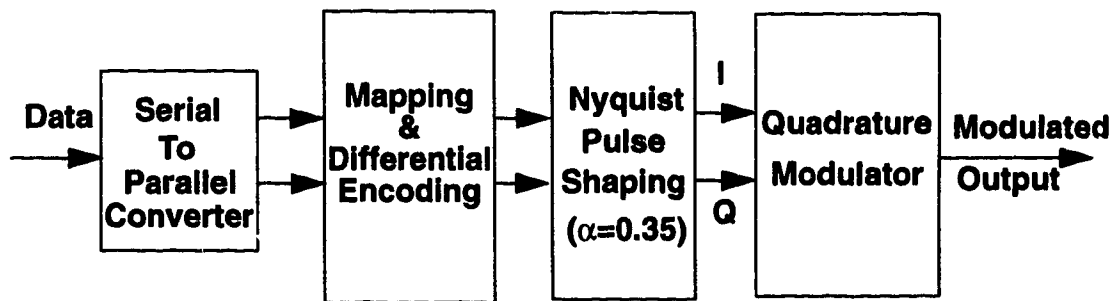 Data
Serial
To
Parallel
Converter
Mapping
&
Differential
Encoding
Nyquist
Pulse
Shaping
(α=0.35)
I
Q
Quadrature
Modulator
Modulated
Output